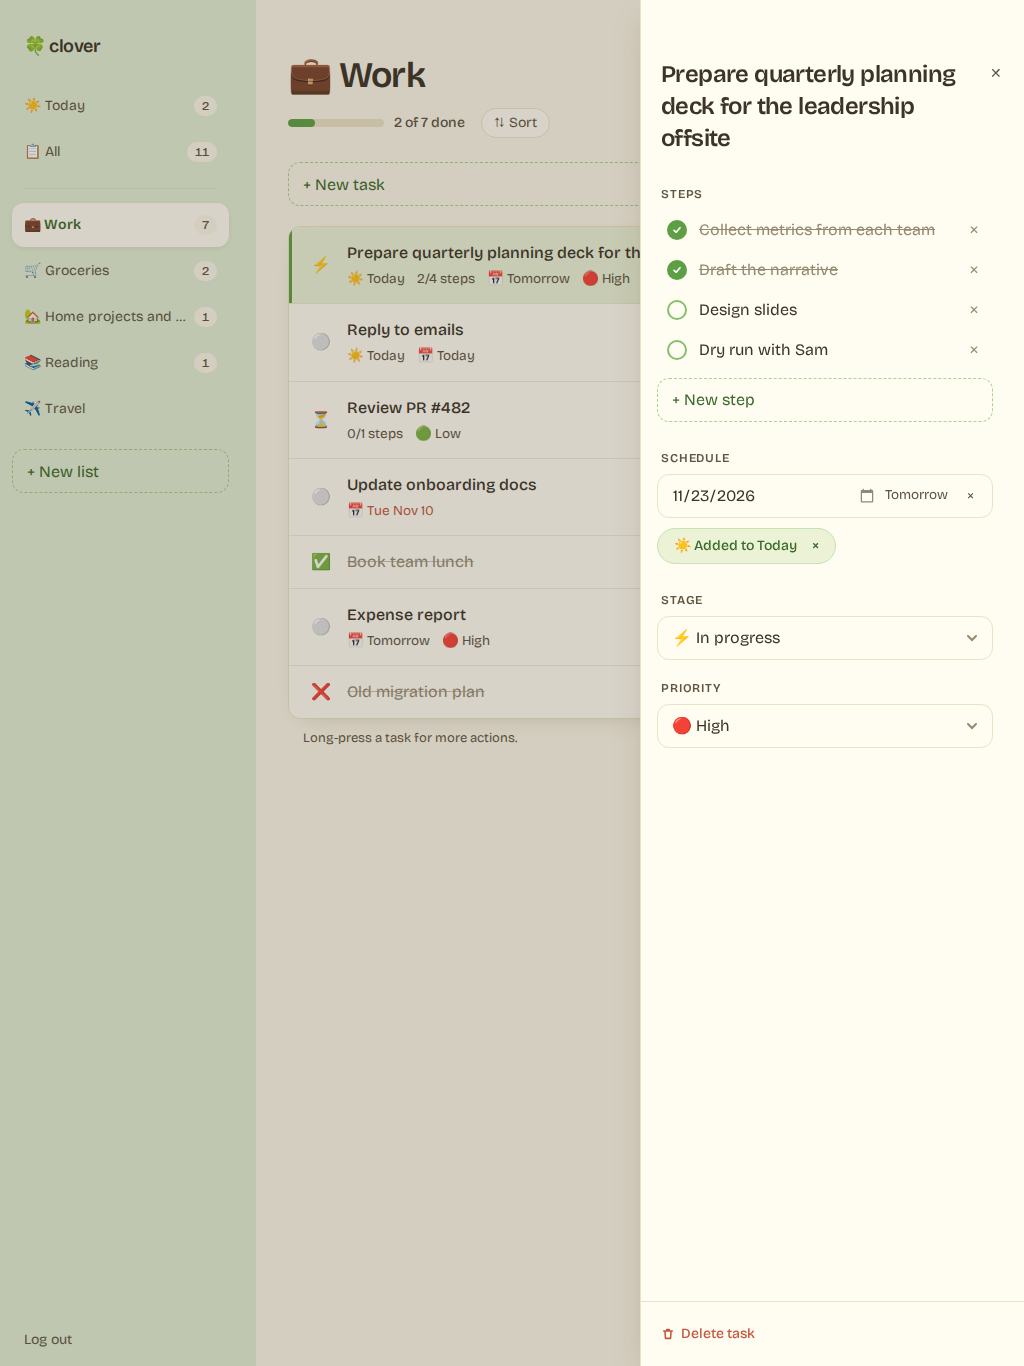 🍀 clover
☀️ Today 2
📋 All 11
💼 Work 7
🛒 Groceries 2
🏡 Home projects and ... 1
📚 Reading 1
✈️ Travel
+ New list
Log out
💼 Work
2 of 7 done ↑↓ Sort
+ New task
⚡ Prepare quarterly planning deck for th
☀️ Today 2/4 steps 📅 Tomorrow 🔴 High
Reply to emails
☀️ Today 📅 Today
⏳ Review PR #482
0/1 steps 🟢 Low
Update onboarding docs
📅 Tue Nov 10
✅ Book team lunch
Expense report
📅 Tomorrow 🔴 High
❌ Old migration plan
Long-press a task for more actions.
Prepare quarterly planning ×
deck for the leadership
offsite
STEPS
Collect metrics from each team ×
Draft the narrative ×
Design slides ×
Dry run with Sam ×
+ New step
SCHEDULE
11/23/2026 Tomorrow ×
☀️ Added to Today ×
STAGE
⚡ In progress
PRIORITY
🔴 High
Delete task